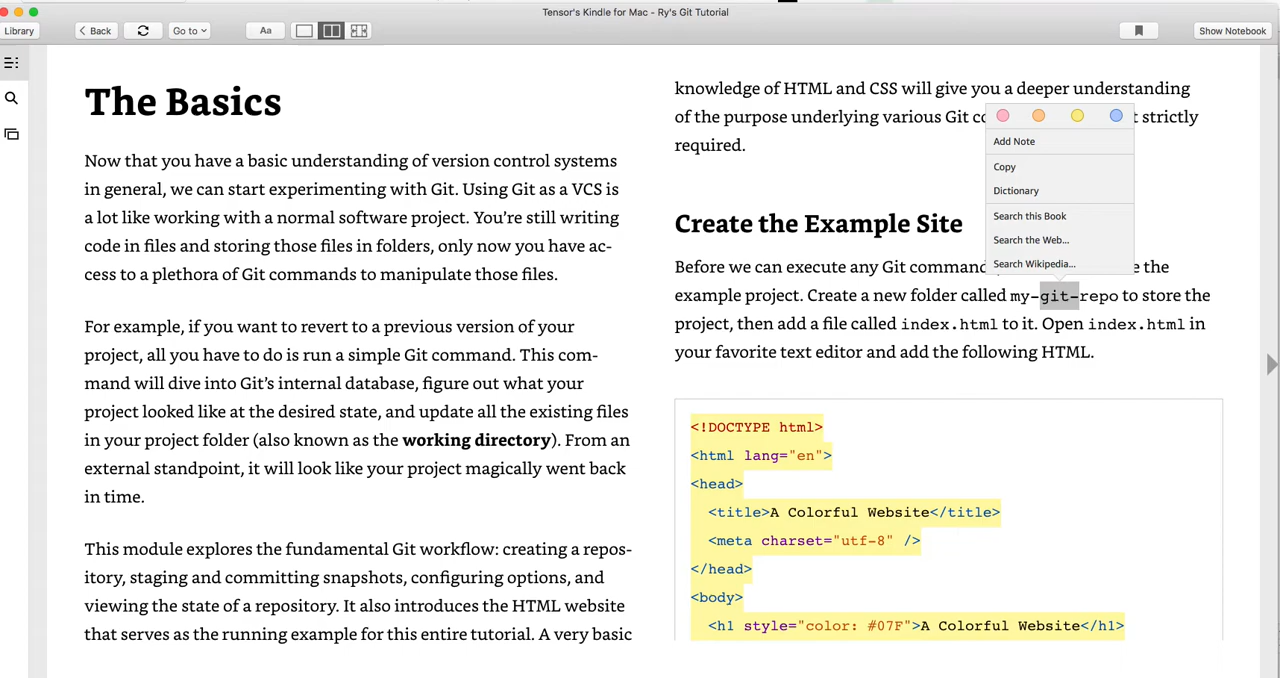 Tensor's Kindle for Mac - Ry's Git Tutorial
Library
Back
Go to
Aa
Show Notebook
The Basics
Now that you have a basic understanding of version control systems
in general, we can start experimenting with Git. Using Git as a VCS is
a lot like working with a normal software project. You're still writing
code in files and storing those files in folders, only now you have ac-
cess to a plethora of Git commands to manipulate those files.
For example, if you want to revert to a previous version of your
project, all you have to do is run a simple Git command. This com-
mand will dive into Git's internal database, figure out what your
project looked like at the desired state, and update all the existing files
in your project folder (also known as the working directory). From an
external standpoint, it will look like your project magically went back
in time.
This module explores the fundamental Git workflow: creating a repos-
itory, staging and committing snapshots, configuring options, and
viewing the state of a repository. It also introduces the HTML website
that serves as the running example for this entire tutorial. A very basic
knowledge of HTML and CSS will give you a deeper understanding
of the purpose underlying various Git co t strictly
required.
Create the Example Site
Before we can execute any Git command e the
example project. Create a new folder called my-git-repo to store the
project, then add a file called index.html to it. Open index.html in
your favorite text editor and add the following HTML.
<!DOCTYPE html>
<html lang="en">
<head>
<title>A Colorful Website</title>
<meta charset="utf-8" />
</head>
<body>
<h1 style="color: #07F">A Colorful Website</h1>
Add Note
Copy
Dictionary
Search this Book
Search the Web...
Search Wikipedia...